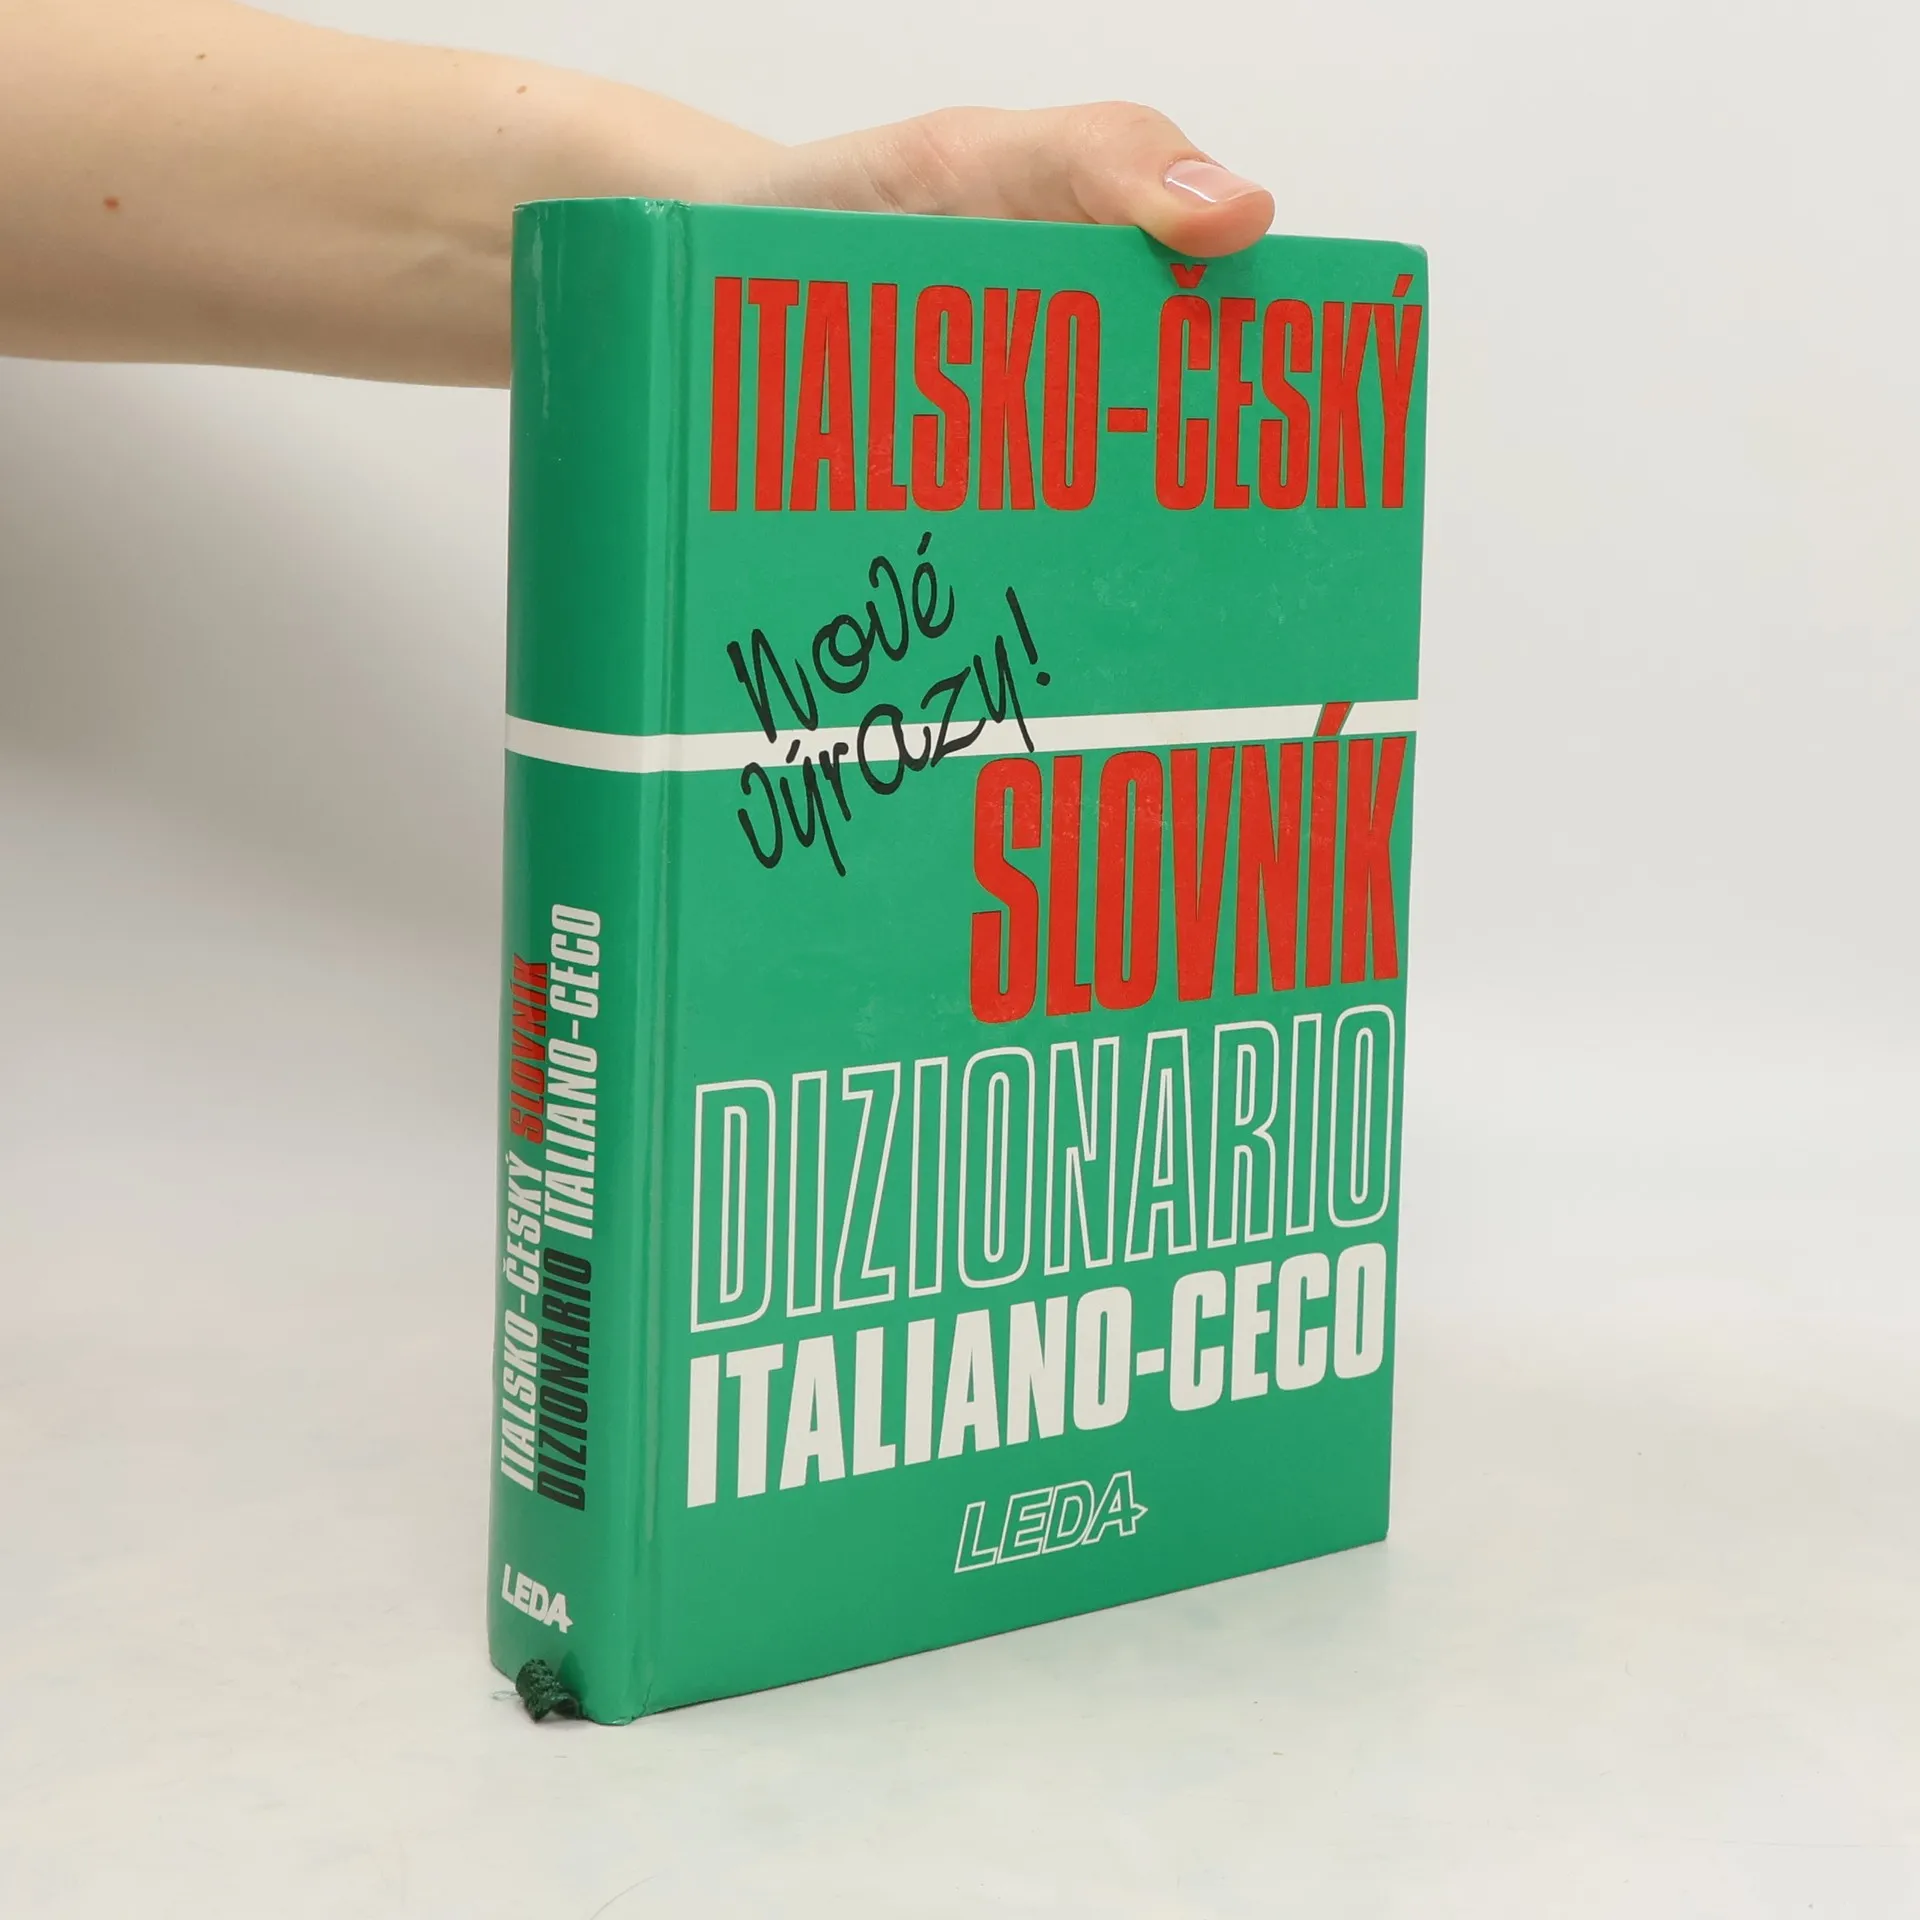 ITALSKO-ČESKÝ
Nové
výrazy!
SLOVNÍK
DIZIONARIO
ITALIANO-CECO
LEDA
ITALSKO-ČESKÝ SLOVNÍK
DIZIONARIO ITALIANO-CECO
LEDA